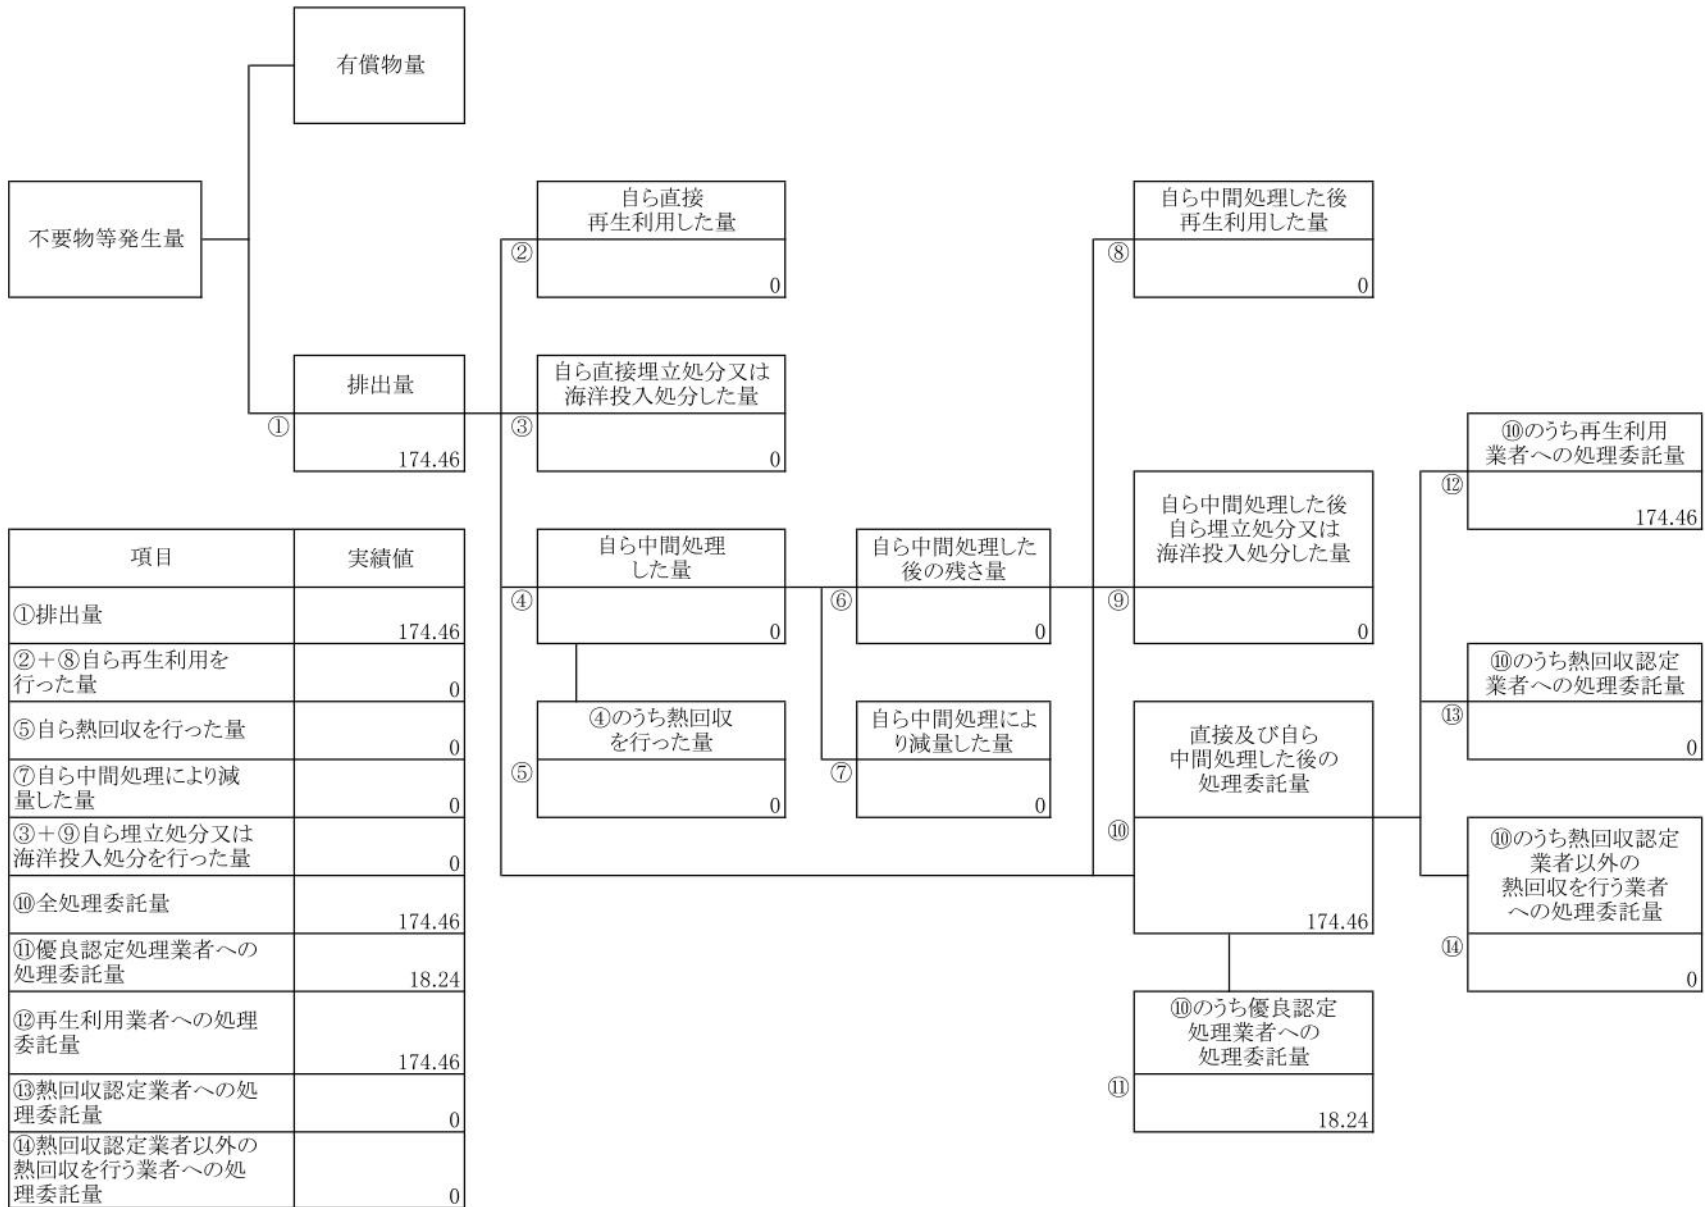 有償物量
不要物等発生量
自ら直接
再生利用した量
②
0
自ら中間処理した後
再生利用した量
⑧
0
排出量
①
174.46
自ら直接埋立処分又は
海洋投入処分した量
③
0
⑩のうち再生利用
業者への処理委託量
⑫
174.46
自ら中間処理した後
自ら埋立処分又は
海洋投入処分した量
⑨
0
自ら中間処理
した量
④
0
自ら中間処理した
後の残さ量
⑥
0
⑩のうち熱回収認定
業者への処理委託量
⑬
0
④のうち熱回収
を行った量
⑤
0
自ら中間処理によ
り減量した量
⑦
0
直接及び自ら
中間処理した後の
処理委託量
⑩
174.46
⑩のうち熱回収認定
業者以外の
熱回収を行う業者
への処理委託量
⑭
0
⑩のうち優良認定
処理業者への
処理委託量
⑪
18.24
項目 実績値
①排出量
174.46
②+⑧自ら再生利用を
行った量
0
⑤自ら熱回収を行った量
0
⑦自ら中間処理により減
量した量
0
③+⑨自ら埋立処分又は
海洋投入処分を行った量
0
⑩全処理委託量
174.46
⑪優良認定処理業者への
処理委託量
18.24
⑫再生利用業者への処理
委託量
174.46
⑬熱回収認定業者への処
理委託量
0
⑭熱回収認定業者以外の
熱回収を行う業者への処
理委託量
0